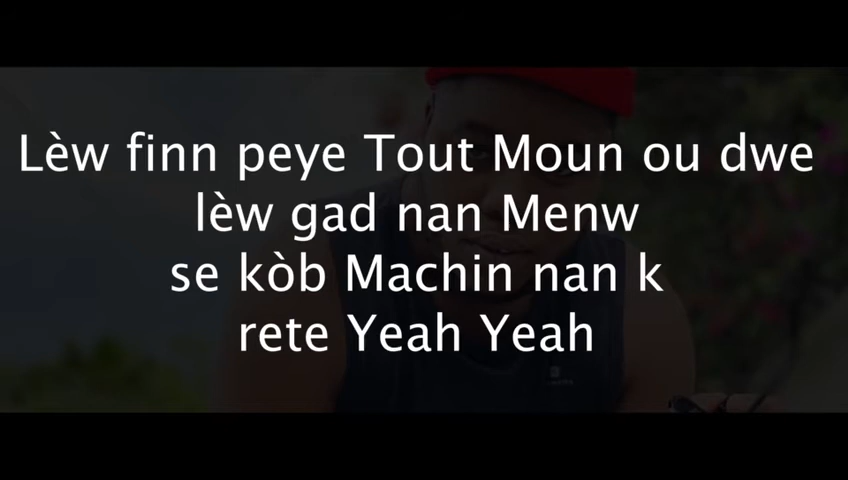 Lèw finn peye Tout Moun ou dwe
lèw gad nan Menw
se kòb Machin nan k
rete Yeah Yeah